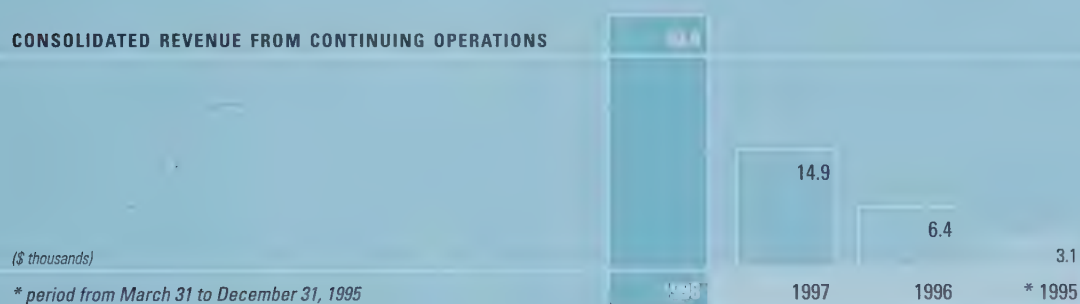 CONSOLIDATED REVENUE FROM CONTINUING OPERATIONS
14.9
6.4
3.1
($ thousands)
* period from March 31 to December 31, 1995
1998
1997
1996
* 1995